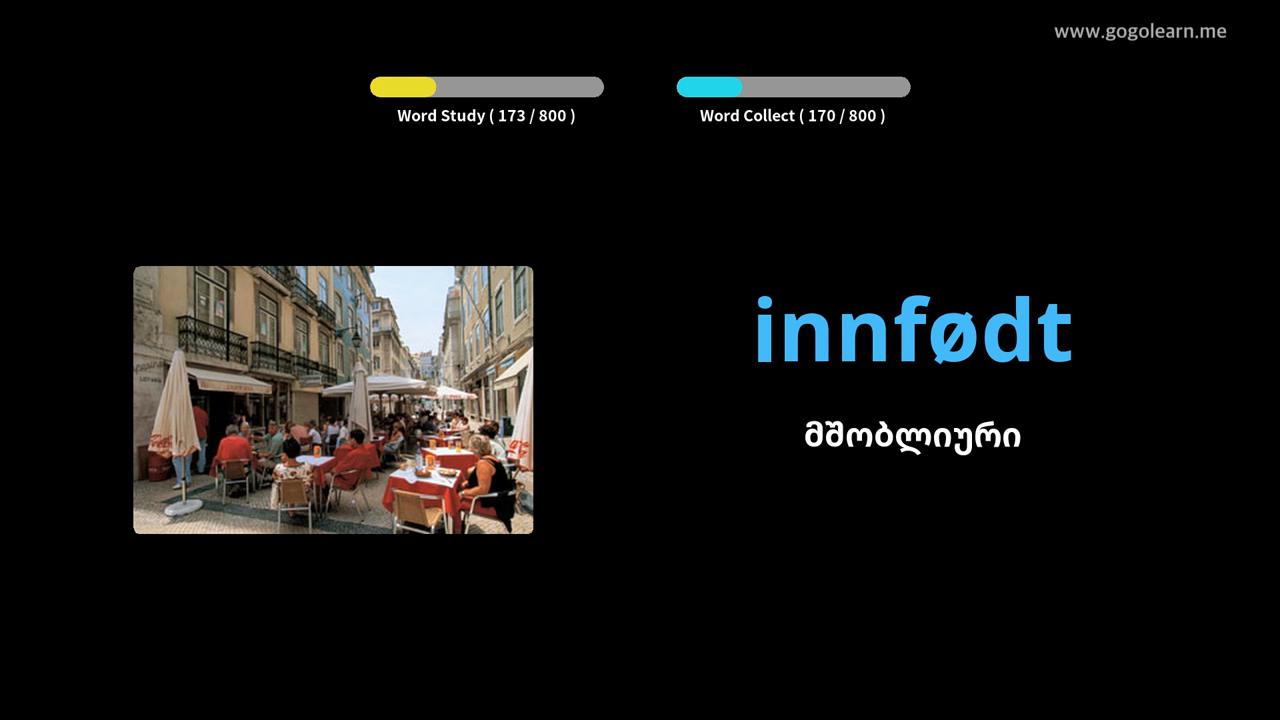 www.gogolearn.me
Word Study ( 173 / 800 )
Word Collect ( 170 / 800 )
innfødt
მშობლიური